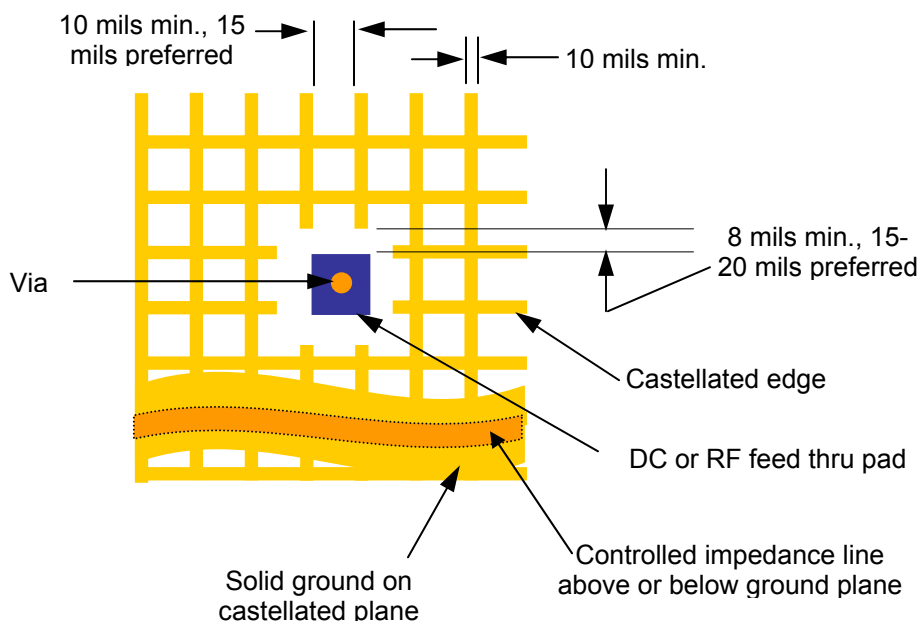 10 mils min., 15
mils preferred
10 mils min.
8 mils min., 15-
20 mils preferred
Via
Castellated edge
DC or RF feed thru pad
Controlled impedance line
above or below ground plane
Solid ground on
castellated plane